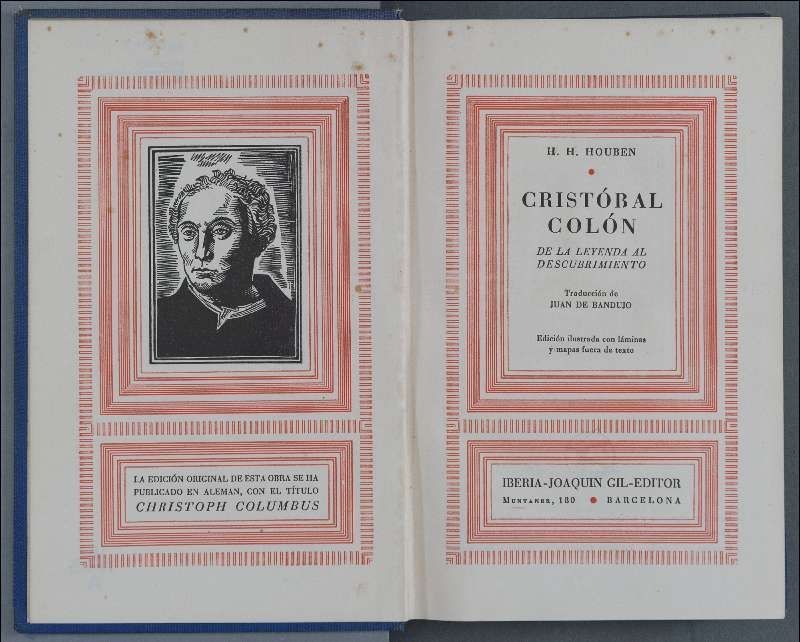 LA EDICIÓN ORIGINAL DE ESTA OBRA SE HA
PUBLICADO EN ALEMAN, CON EL TÍTULO
CHRISTOPH COLUMBUS
H. H. HOUBEN
CRISTÓBAL
COLÓN
DE LA LEYENDA AL
DESCUBRIMIENTO
Traducción de
JUAN DE BANDUJO
Edición ilustrada con láminas
y mapas fuera de texto
IBERIA-JOAQUIN GIL-EDITOR
MUNTANER, 180 • BARCELONA